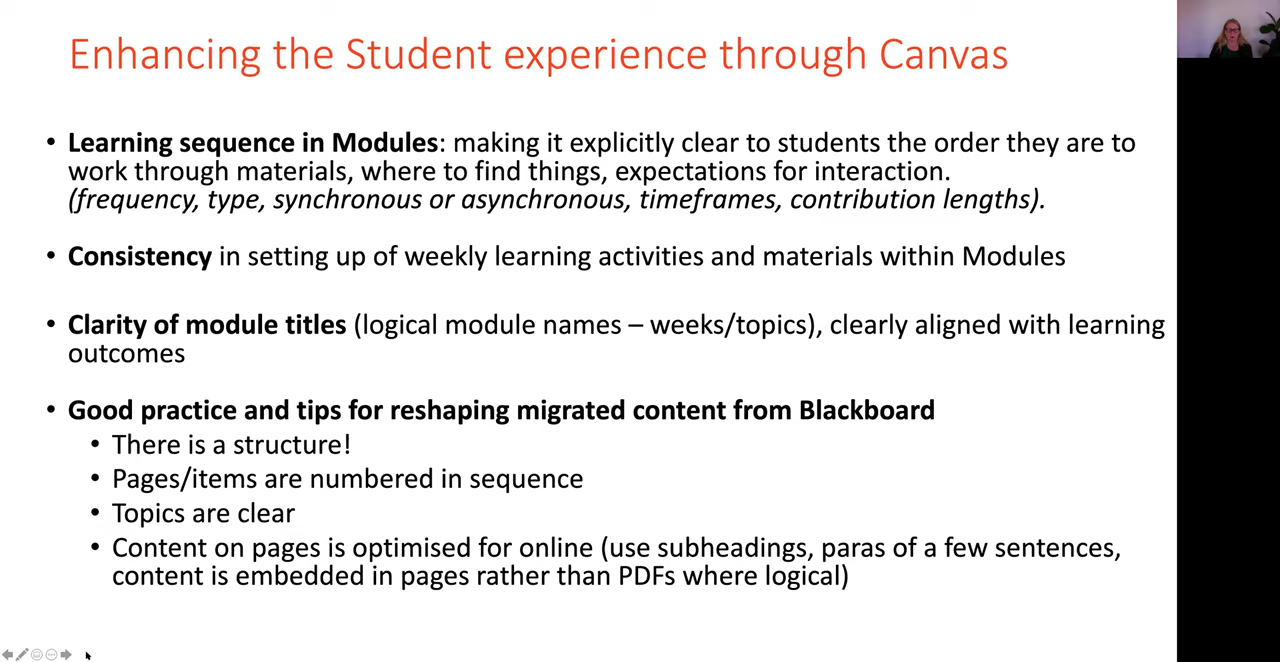 Enhancing the Student experience through Canvas
• Learning sequence in Modules: making it explicitly clear to students the order they are to
work through materials, where to find things, expectations for interaction.
(frequency, type, synchronous or asynchronous, timeframes, contribution lengths).
• Consistency in setting up of weekly learning activities and materials within Modules
• Clarity of module titles (logical module names – weeks/topics), clearly aligned with learning
outcomes
• Good practice and tips for reshaping migrated content from Blackboard
• There is a structure!
• Pages/items are numbered in sequence
• Topics are clear
• Content on pages is optimised for online (use subheadings, paras of a few sentences,
content is embedded in pages rather than PDFs where logical)